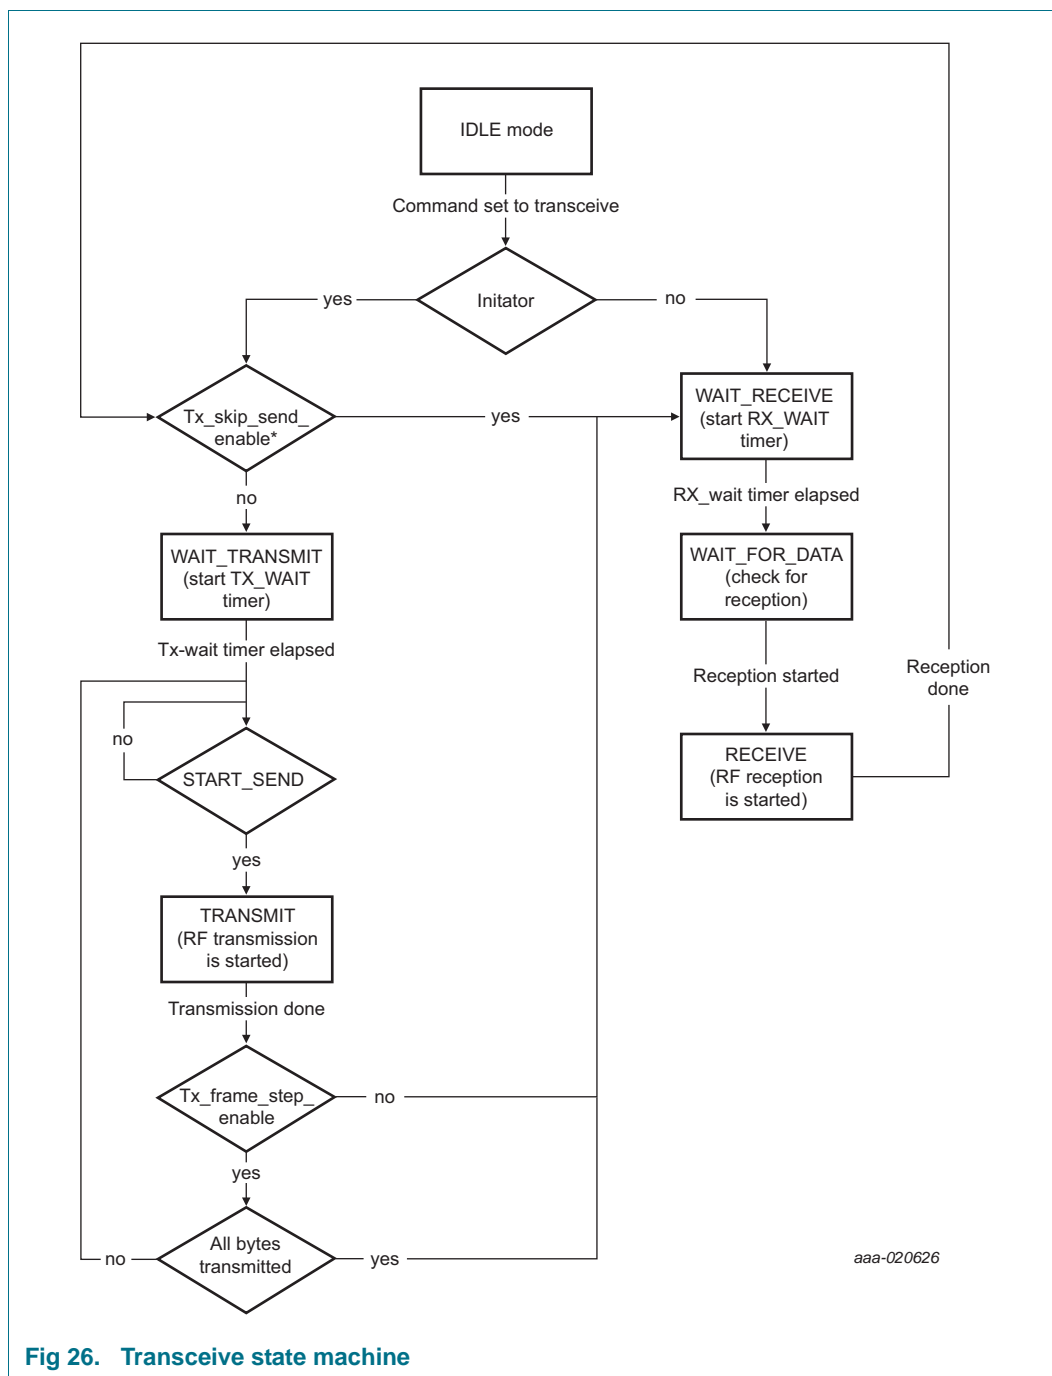 IDLE mode
Command set to transceive
Initator
yes
no
Tx_skip_send_
enable*
yes
no
WAIT_RECEIVE
(start RX_WAIT
timer)
RX_wait timer elapsed
WAIT_TRANSMIT
(start TX_WAIT
timer)
WAIT_FOR_DATA
(check for
reception)
Tx-wait timer elapsed
Reception started
Reception
done
no
START_SEND
RECEIVE
(RF reception
is started)
yes
TRANSMIT
(RF transmission
is started)
Transmission done
Tx_frame_step_
enable
no
yes
All bytes
transmitted
no
yes
aaa-020626
Fig 26. Transceive state machine